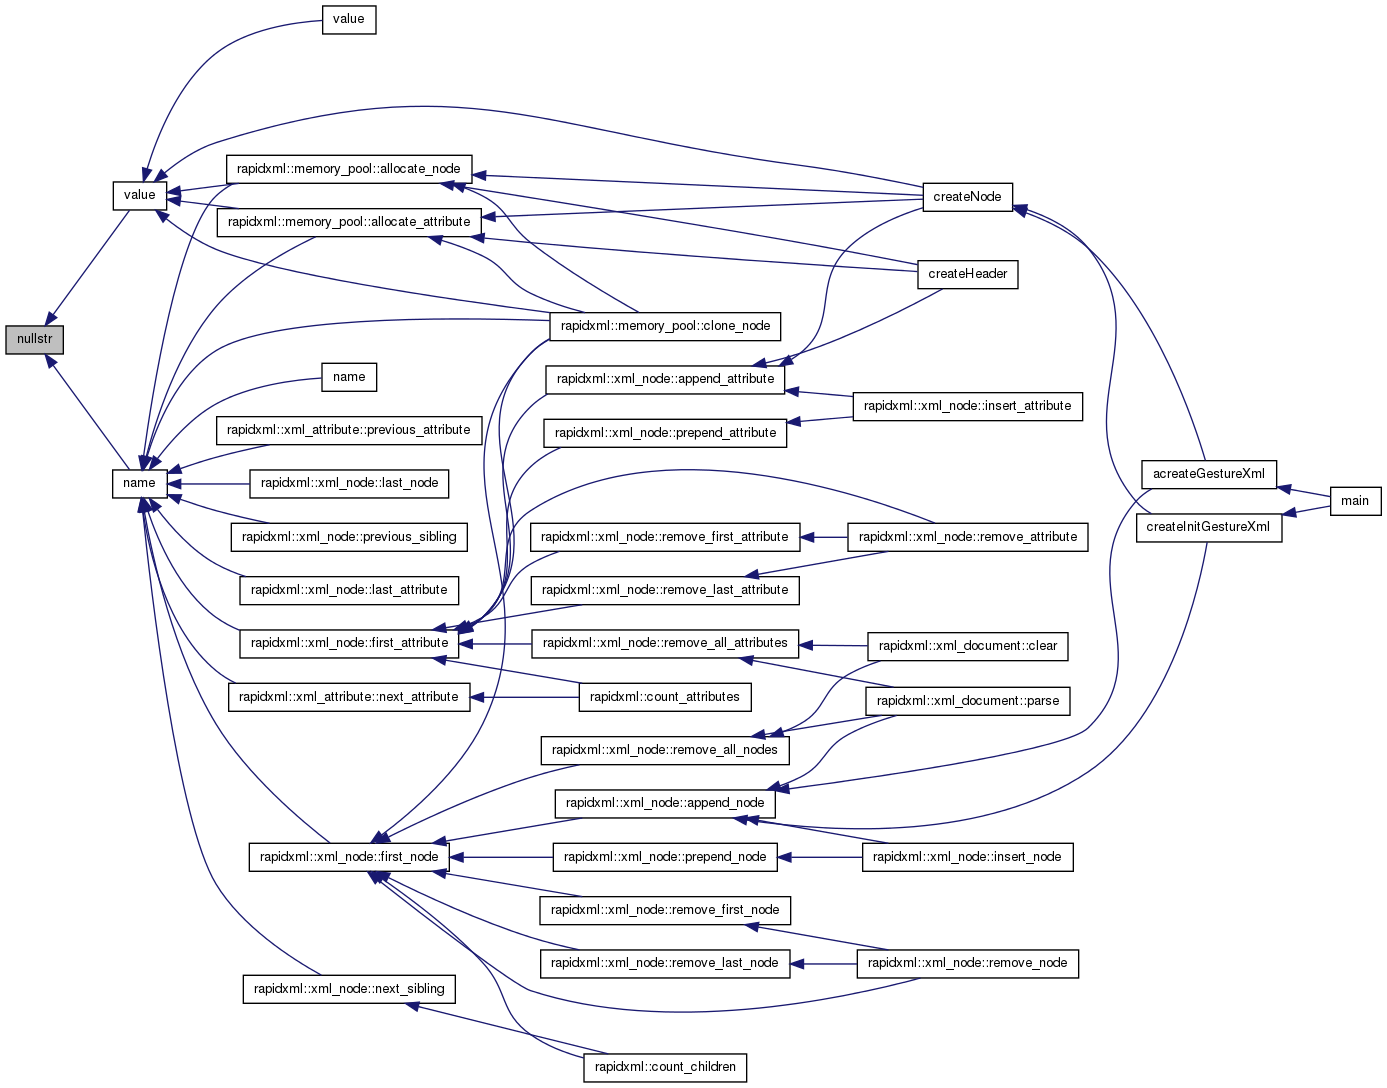 value
rapidxml::memory_pool::allocate_node
value
createNode
rapidxml::memory_pool::allocate_attribute
createHeader
rapidxml::memory_pool::clone_node
nullstr
name
rapidxml::xml_node::append_attribute
rapidxml::xml_node::insert_attribute
rapidxml::xml_attribute::previous_attribute
rapidxml::xml_node::prepend_attribute
acreateGestureXml
name
rapidxml::xml_node::last_node
main
createInitGestureXml
rapidxml::xml_node::previous_sibling
rapidxml::xml_node::remove_first_attribute
rapidxml::xml_node::remove_attribute
rapidxml::xml_node::last_attribute
rapidxml::xml_node::remove_last_attribute
rapidxml::xml_node::first_attribute
rapidxml::xml_node::remove_all_attributes
rapidxml::xml_document::clear
rapidxml::xml_attribute::next_attribute
rapidxml::count_attributes
rapidxml::xml_document::parse
rapidxml::xml_node::remove_all_nodes
rapidxml::xml_node::append_node
rapidxml::xml_node::first_node
rapidxml::xml_node::prepend_node
rapidxml::xml_node::insert_node
rapidxml::xml_node::remove_first_node
rapidxml::xml_node::remove_last_node
rapidxml::xml_node::remove_node
rapidxml::xml_node::next_sibling
rapidxml::count_children